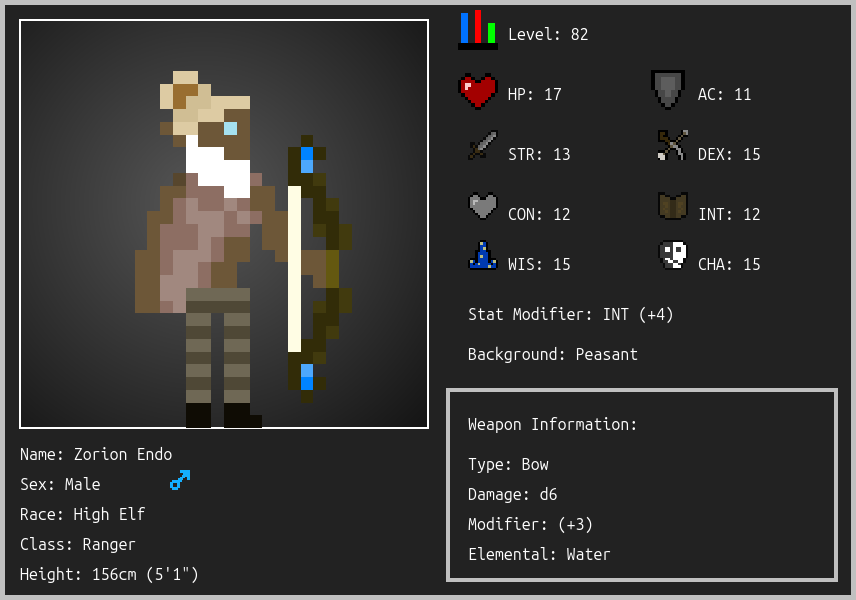 Level: 82
HP: 17
AC: 11
STR: 13
DEX: 15
CON: 12
INT: 12
WIS: 15
CHA: 15
Stat Modifier: INT (+4)
Background: Peasant
Weapon Information:
Type: Bow
Damage: d6
Modifier: (+3)
Elemental: Water
Name: Zorion Endo
Sex: Male
Race: High Elf
Class: Ranger
Height: 156cm (5'1")